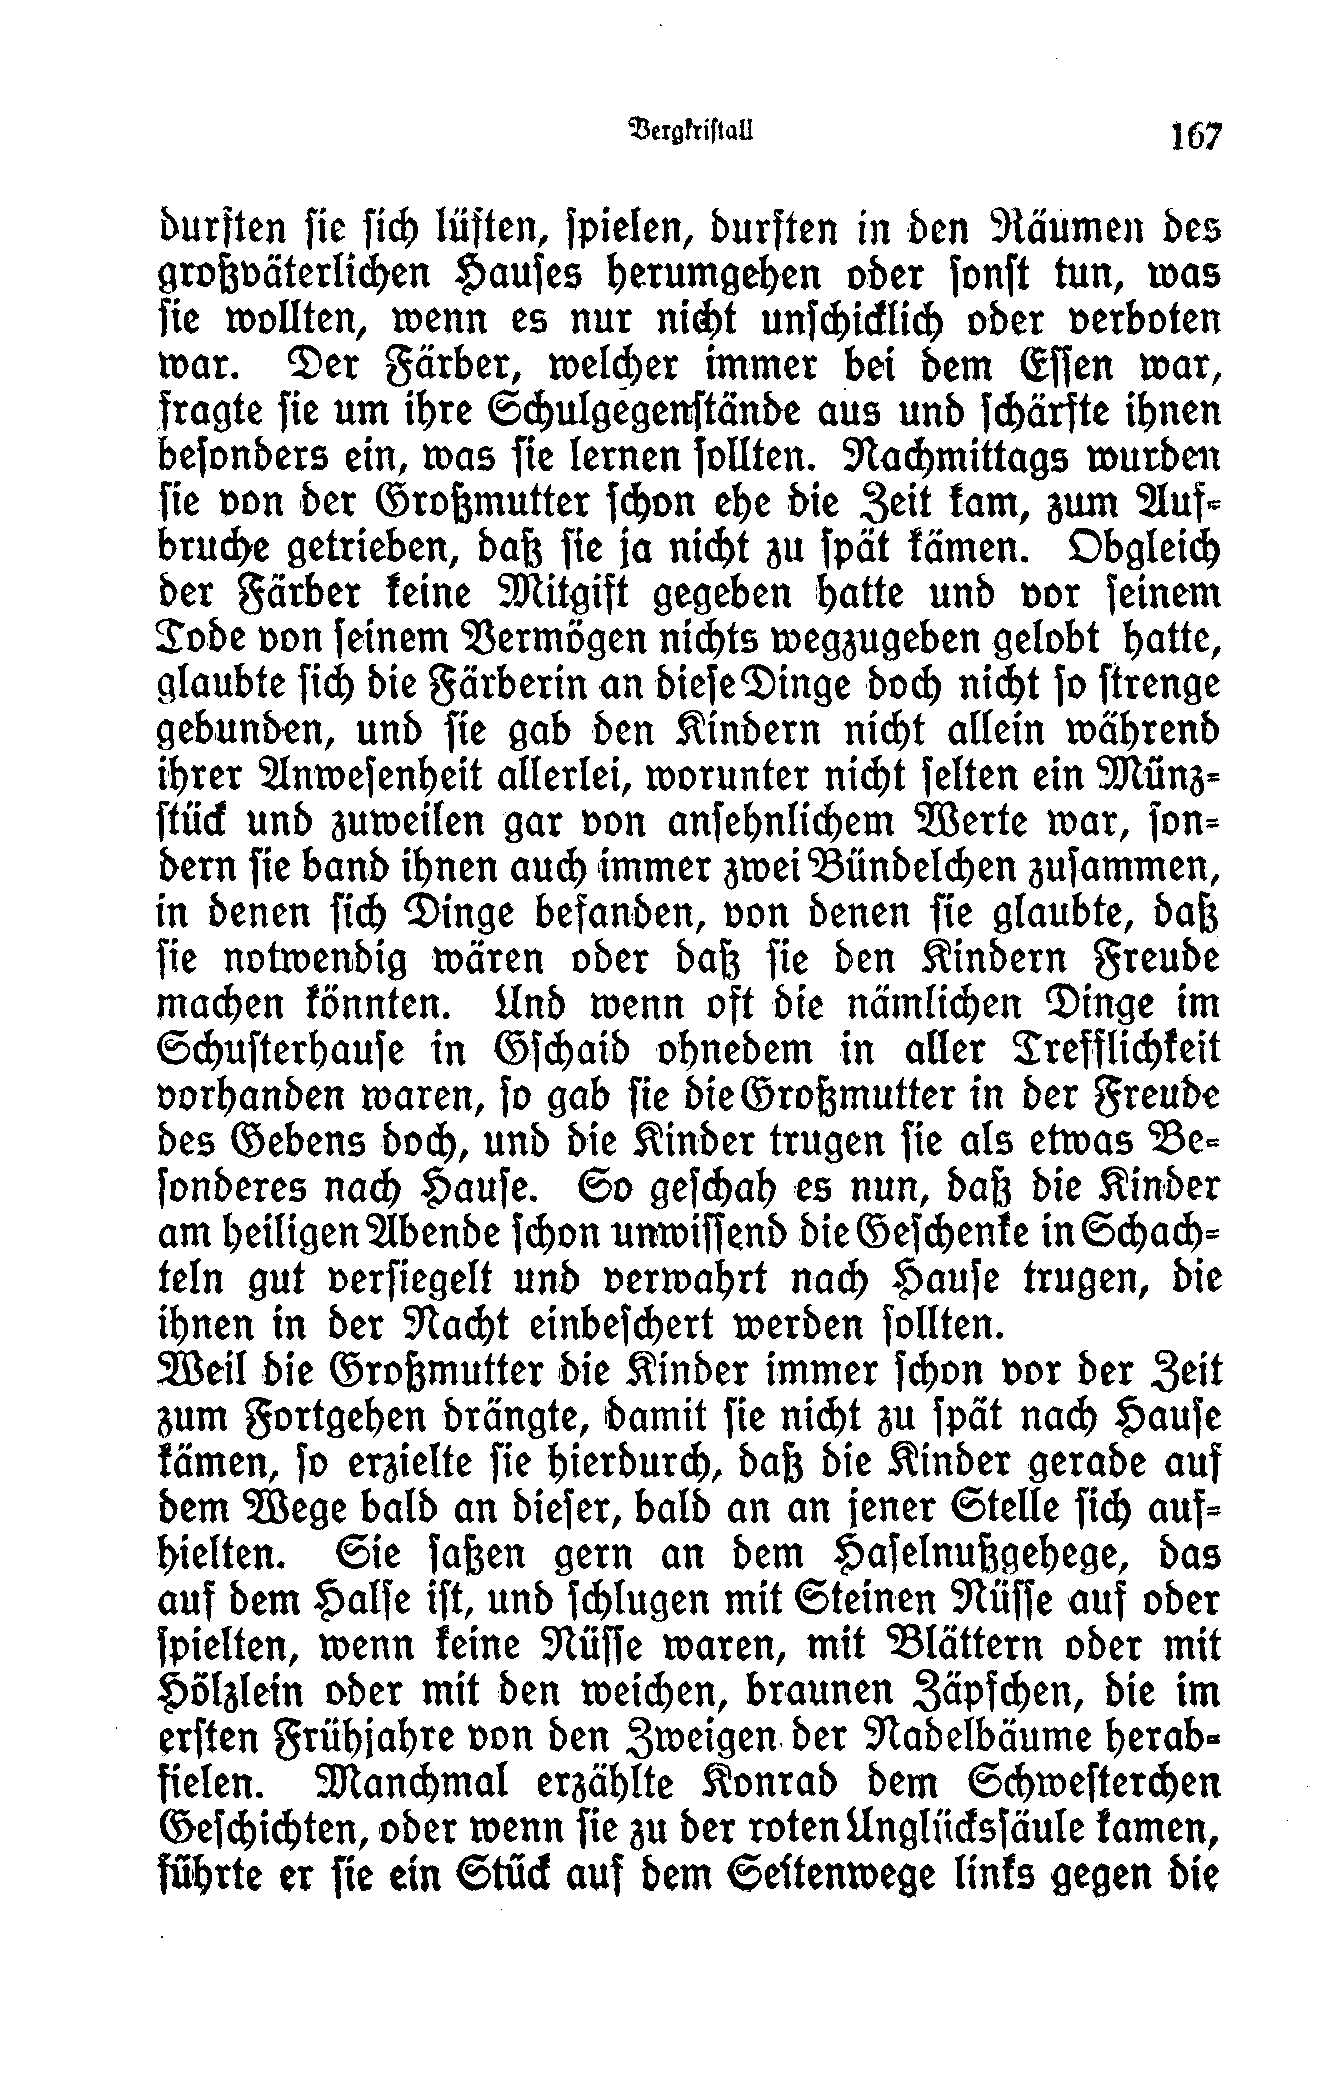 Bergkristall 167
durften sie sich lüften, spielen, durften in den Räumen des
großväterlichen Hauses herumgehen oder sonst tun, was
sie wollten, wenn es nur nicht unschicklich oder verboten
war. Der Färber, welcher immer bei dem Essen war,
fragte sie um ihre Schulgegenstände aus und schärfte ihnen
besonders ein, was sie lernen sollten. Nachmittags wurden
sie von der Großmutter schon ehe die Zeit kam, zum Auf-
bruche getrieben, daß sie ja nicht zu spät kämen. Obgleich
der Färber keine Mitgift gegeben hatte und vor seinem
Tode von seinem Vermögen nichts wegzugeben gelobt hatte,
glaubte sich die Färberin an diese Dinge doch nicht so strenge
gebunden, und sie gab den Kindern nicht allein während
ihrer Anwesenheit allerlei, worunter nicht selten ein Münz-
stück und zuweilen gar von ansehnlichem Werte war, son-
dern sie band ihnen auch immer zwei Bündelchen zusammen,
in denen sich Dinge befanden, von denen sie glaubte, daß
sie notwendig wären oder daß sie den Kindern Freude
machen könnten. Und wenn oft die nämlichen Dinge im
Schusterhause in Gschaid ohnedem in aller Trefflichkeit
vorhanden waren, so gab sie die Großmutter in der Freude
des Gebens doch, und die Kinder trugen sie als etwas Be-
sonderes nach Hause. So geschah es nun, daß die Kinder
am heiligen Abende schon unwissend die Geschenke in Schach-
teln gut versiegelt und verwahrt nach Hause trugen, die
ihnen in der Nacht einbeschert werden sollten.
Weil die Großmutter die Kinder immer schon vor der Zeit
zum Fortgehen drängte, damit sie nicht zu spät nach Hause
kämen, so erzielte sie hierdurch, daß die Kinder gerade auf
dem Wege bald an dieser, bald an an jener Stelle sich auf-
hielten. Sie saßen gern an dem Haselnußgehege, das
auf dem Halse ist, und schlugen mit Steinen Nüsse auf oder
spielten, wenn keine Nüsse waren, mit Blättern oder mit
Hölzlein oder mit den weichen, braunen Zäpfchen, die im
ersten Frühjahre von den Zweigen der Nadelbäume herab-
fielen. Manchmal erzählte Konrad dem Schwesterchen
Geschichten, oder wenn sie zu der roten Unglückssäule kamen,
führte er sie ein Stück auf dem Seitenwege links gegen die